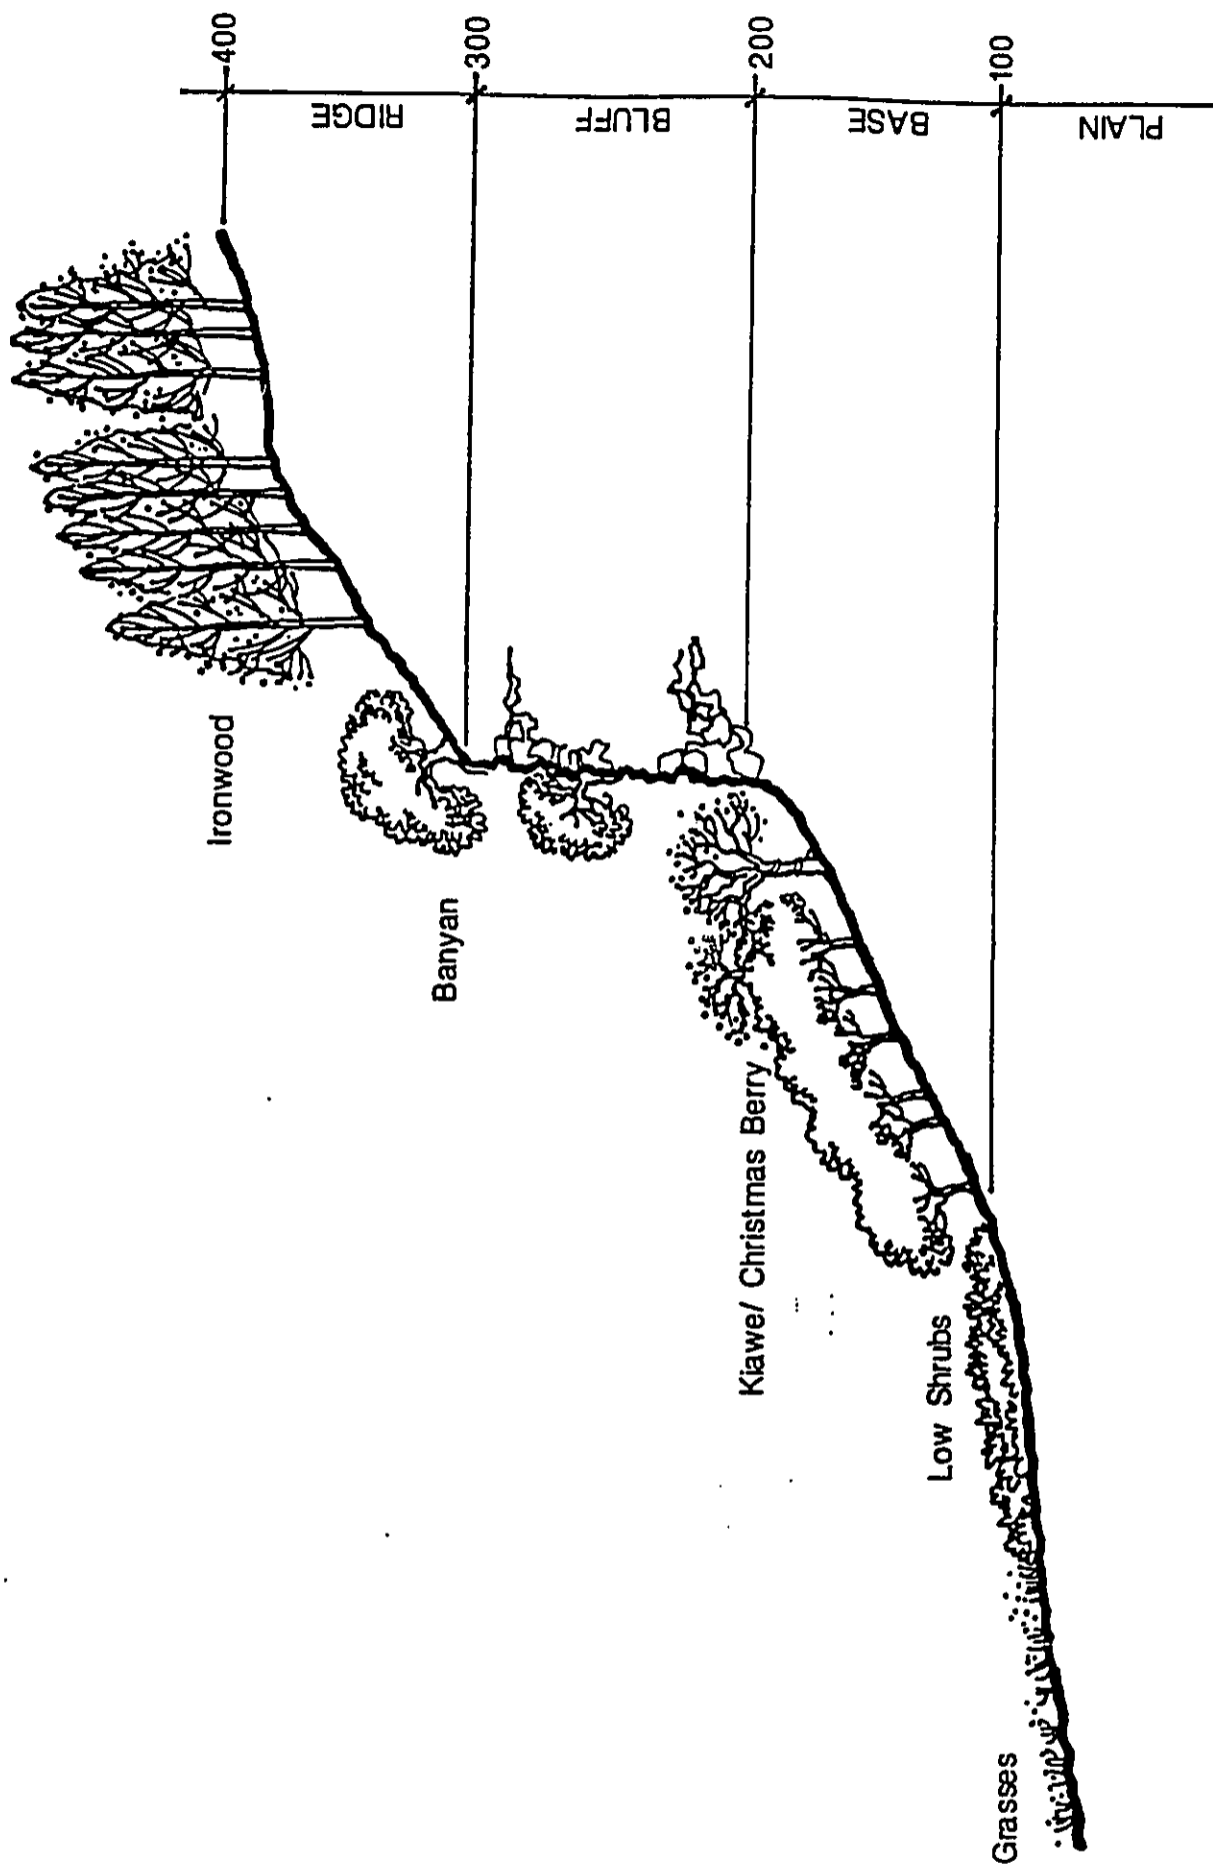 400
RIDGE
300
BLUFF
200
BASE
100
PLAIN
Ironwood
Banyan
Kiawe/ Christmas Berry
Low Shrubs
Grasses